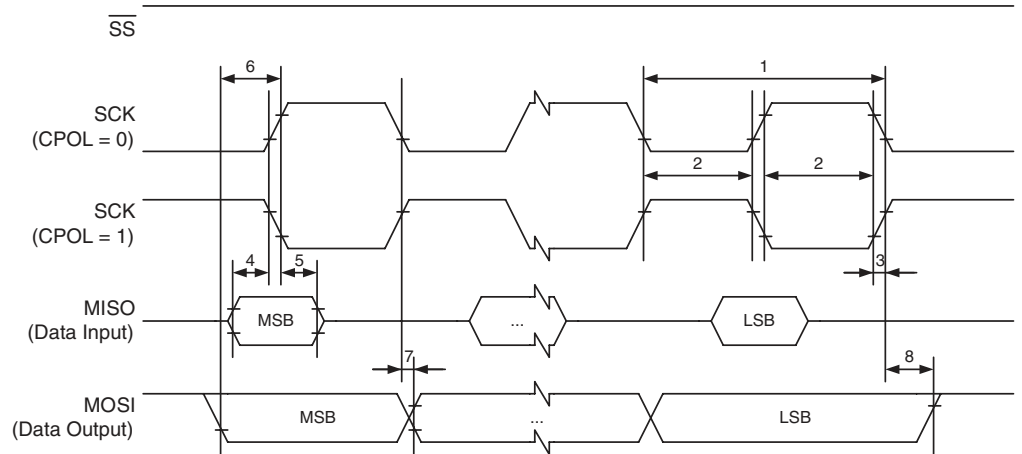 SS
6
1
SCK
(CPOL = 0)
2
2
SCK
(CPOL = 1)
4
5
3
MISO
(Data Input)
MSB
...
LSB
7
8
MOSI
(Data Output)
MSB
...
LSB